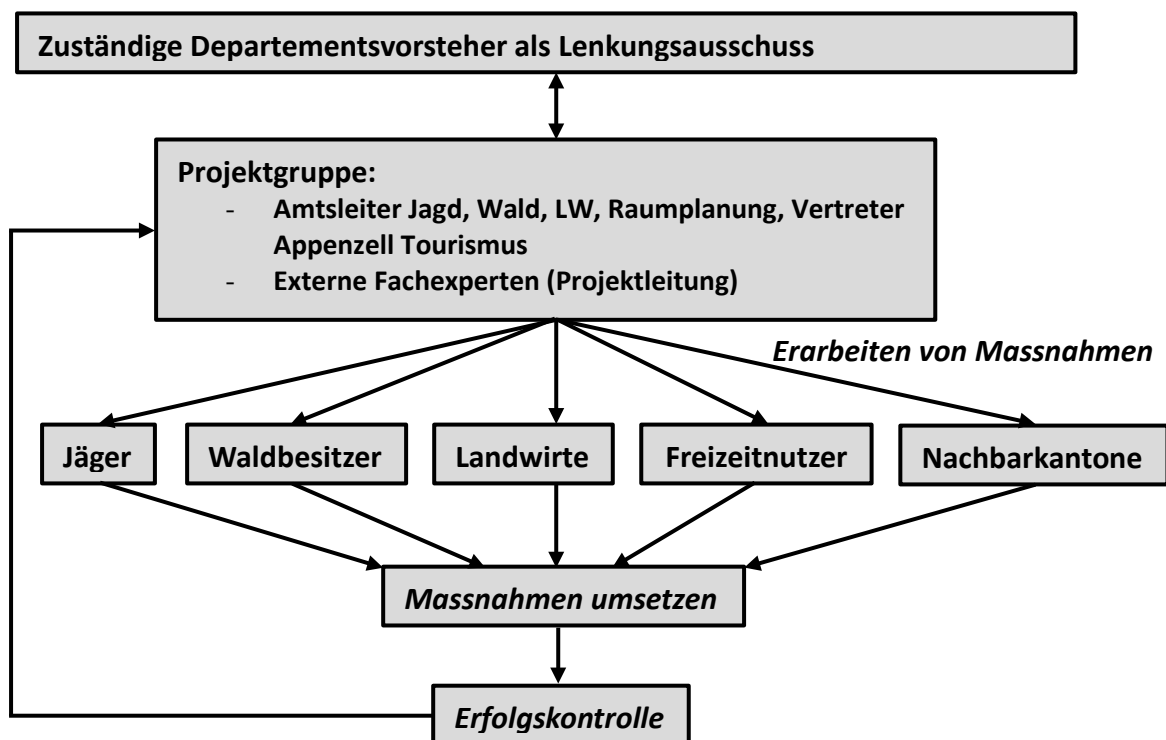 Zuständige Departementsvorsteher als Lenkungsausschuss
Projektgruppe:
- Amtsleiter Jagd, Wald, LW, Raumplanung, Vertreter
Appenzell Tourismus
- Externe Fachexperten (Projektleitung)
Erarbeiten von Massnahmen
Jäger
Waldbesitzer
Landwirte
Freizeitnutzer
Nachbarkantone
Massnahmen umsetzen
Erfolgskontrolle